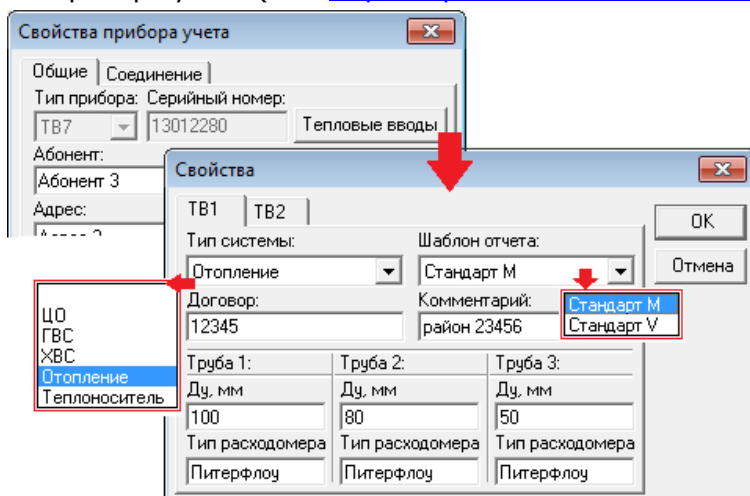 Свойства прибора учета
Общие Соединение
Тип прибора: Серийный номер:
ТВ7 13012280 Тепловые вводы
Абонент:
Абонент 3
Адрес:
Свойства
ТВ1 ТВ2
OK
Отмена
Тип системы: Шаблон отчета:
Отопление Стандарт М
Договор: Комментарий:
12345 район 23456
Стандарт М
Стандарт V
ЦО
ГВС
ХВС
Отопление
Теплоноситель
Труба 1: Труба 2: Труба 3:
Ду, мм Ду, мм Ду, мм
100 80 50
Тип расходомера Тип расходомера Тип расходомера
Питерфлоу Питерфлоу Питерфлоу